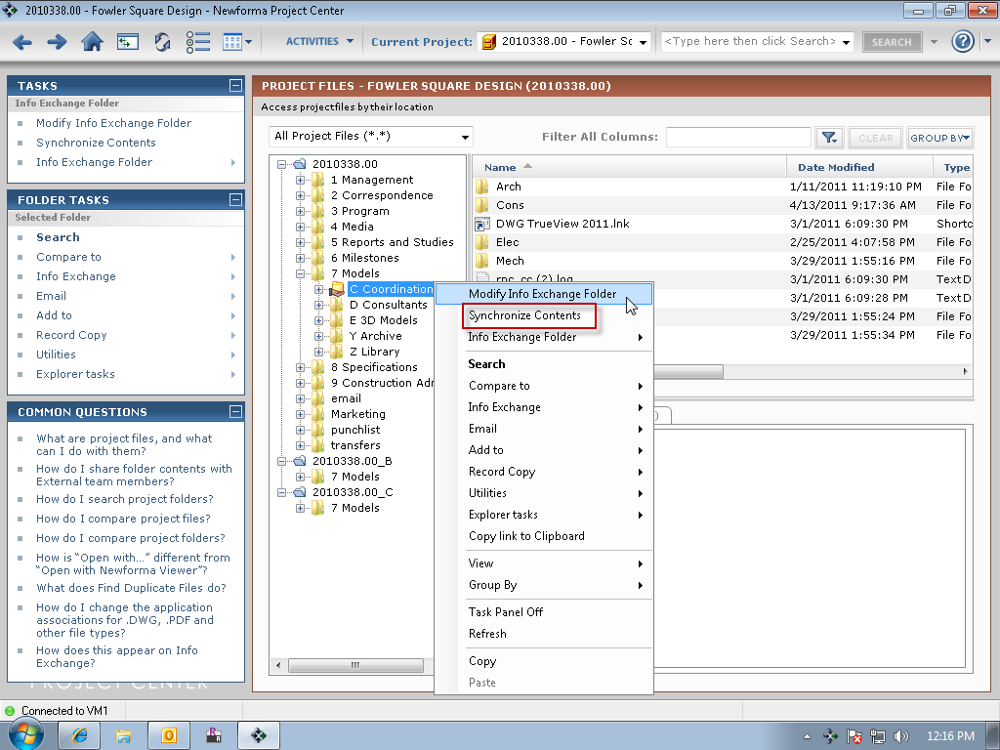 2010338.00 - Fowler Square Design - Newforma Project Center
ACTIVITIES
Current Project:
2010338.00 - Fowler Sc
<Type here then click Search>
SEARCH
TASKS
Info Exchange Folder
Modify Info Exchange Folder
Synchronize Contents
Info Exchange Folder
FOLDER TASKS
Selected Folder
Search
Compare to
Info Exchange
Email
Add to
Record Copy
Utilities
Explorer tasks
COMMON QUESTIONS
What are project files, and what
can I do with them?
How do I share folder contents with
External team members?
How do I search project folders?
How do I compare project files?
How do I compare project folders?
How is “Open with...” different from
“Open with Newforma Viewer”?
What does Find Duplicate Files do?
How do I change the application
associations for .DWG, .PDF and
other file types?
How does this appear on Info
Exchange?
PROJECT CENTER
PROJECT FILES - FOWLER SQUARE DESIGN (2010338.00)
Access projectfiles by their location
All Project Files (*.*)
Filter All Columns:
CLEAR
GROUP BY
2010338.00
1 Management
2 Correspondence
3 Program
4 Media
5 Reports and Studies
6 Milestones
7 Models
C Coordination
D Consultants
E 3D Models
Y Archive
Z Library
8 Specifications
9 Construction Adr
email
Marketing
punchlist
transfers
2010338.00_B
7 Models
2010338.00_C
7 Models
Name Date Modified Type
Arch 1/11/2011 11:19:10 PM File Fo
Cons 4/13/2011 9:17:36 AM File Fo
DWG TrueView 2011.lnk 3/1/2011 6:09:30 PM Shortc
Elec 2/25/2011 4:07:58 PM File Fo
Mech 3/29/2011 1:55:16 PM File Fo
rpc_cc (2).log 3/1/2011 6:09:30 PM Text D
3/1/2011 6:09:28 PM Text D
3/29/2011 1:55:24 PM File Fo
3/29/2011 1:55:34 PM File Fo
Modify Info Exchange Folder
Synchronize Contents
Info Exchange Folder
Search
Compare to
Info Exchange
Email
Add to
Record Copy
Utilities
Explorer tasks
Copy link to Clipboard
View
Group By
Task Panel Off
Refresh
Copy
Paste
Connected to VM1
12:16 PM